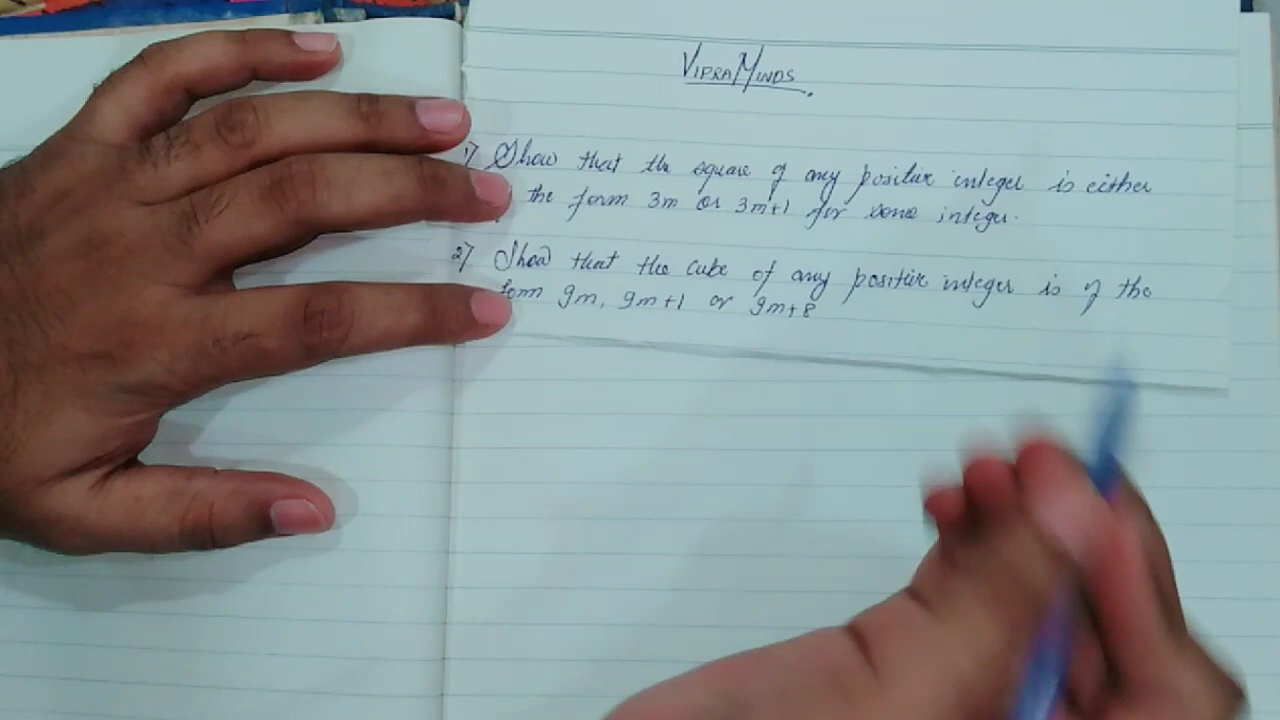 VIPRA MINDS.
1) Show that the square of any positive integer is either
the form 3m or 3m+1 for some integer.
2) Show that the cube of any positive integer is of the
form 9m, 9m+1 or 9m+8